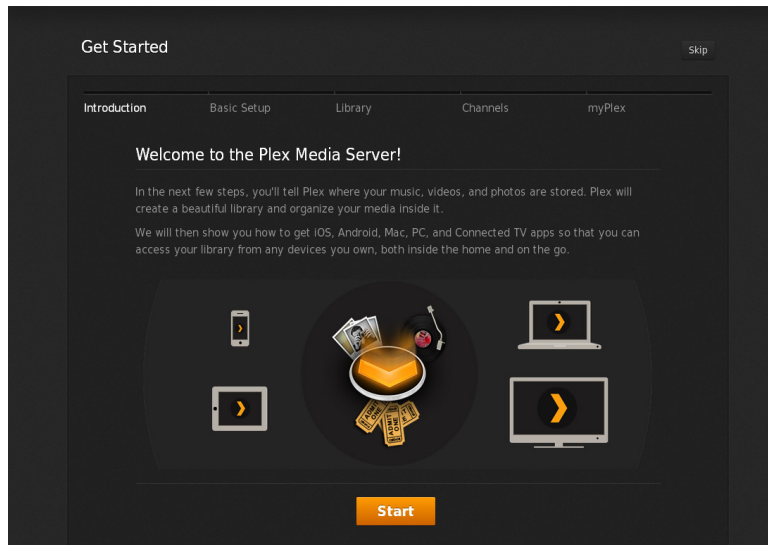 Get Started
Skip
Introduction
Basic Setup
Library
Channels
myPlex
Welcome to the Plex Media Server!
In the next few steps, you'll tell Plex where your music, videos, and photos are stored. Plex will
create a beautiful library and organize your media inside it.
We will then show you how to get iOS, Android, Mac, PC, and Connected TV apps so that you can
access your library from any devices you own, both inside the home and on the go.
ADMIT ONE
ADMIT ONE
Start